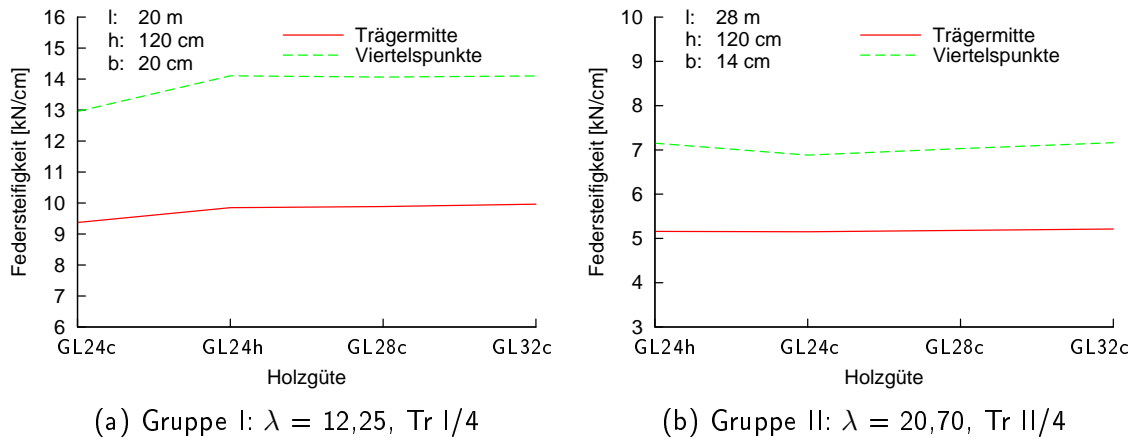 16
15
14
13
12
11
10
9
8
7
6
Federsteifigkeit [kN/cm]
l: 20 m
h: 120 cm
b: 20 cm
Trägermitte
Viertelspunkte
GL24c GL24h GL28c GL32c
Holzgüte
(a) Gruppe I: λ = 12,25, Tr I/4
10
9
8
7
6
5
4
3
Federsteifigkeit [kN/cm]
l: 28 m
h: 120 cm
b: 14 cm
Trägermitte
Viertelspunkte
GL24h GL24c GL28c GL32c
Holzgüte
(b) Gruppe II: λ = 20,70, Tr II/4